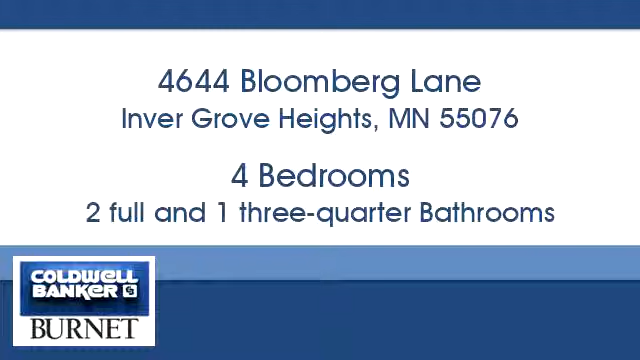 4644 Bloomberg Lane
Inver Grove Heights, MN 55076
4 Bedrooms
2 full and 1 three-quarter Bathrooms
COLDWELL
BANKER CB
BURNET